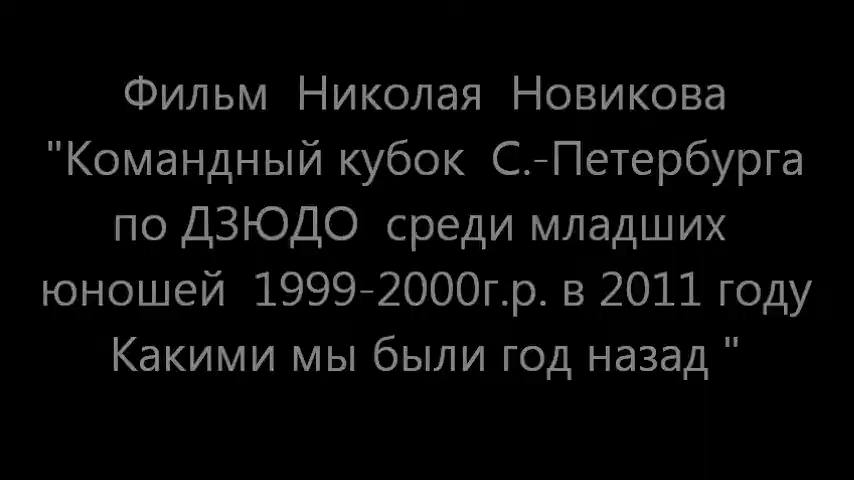 Фильм Николая Новикова
"Командный кубок С.-Петербурга
по ДЗЮДО среди младших
юношей 1999-2000г.р. в 2011 году
Какими мы были год назад "